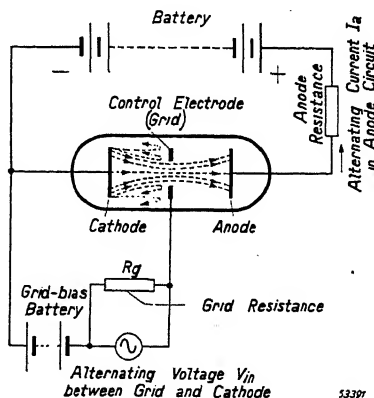 Battery
− +
Control Electrode
(Grid)
Cathode
Anode
Anode
Resistance
Alternating Current Ia
in Anode Circuit
Rg
Grid-bias
Battery
Grid Resistance
Alternating Voltage Vin
between Grid and Cathode
53391